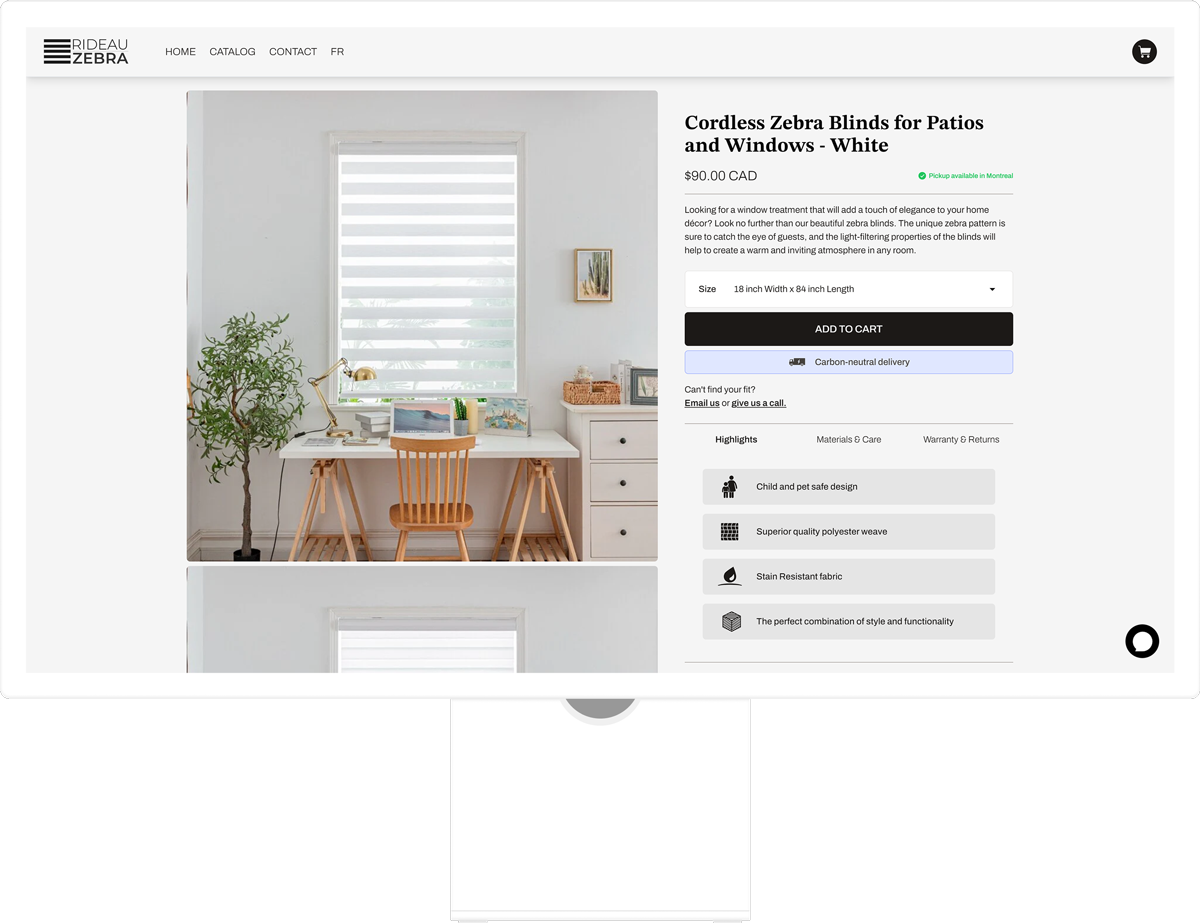 RIDEAU
ZEBRA
HOME CATALOG CONTACT FR
Cordless Zebra Blinds for Patios
and Windows - White
$90.00 CAD
Pickup available in Montreal
Looking for a window treatment that will add a touch of elegance to your home
décor? Look no further than our beautiful zebra blinds. The unique zebra pattern is
sure to catch the eye of guests, and the light-filtering properties of the blinds will
help to create a warm and inviting atmosphere in any room.
Size 18 inch Width x 84 inch Length
ADD TO CART
Carbon-neutral delivery
Can't find your fit?
Email us or give us a call.
Highlights Materials & Care Warranty & Returns
Child and pet safe design
Superior quality polyester weave
Stain Resistant fabric
The perfect combination of style and functionality